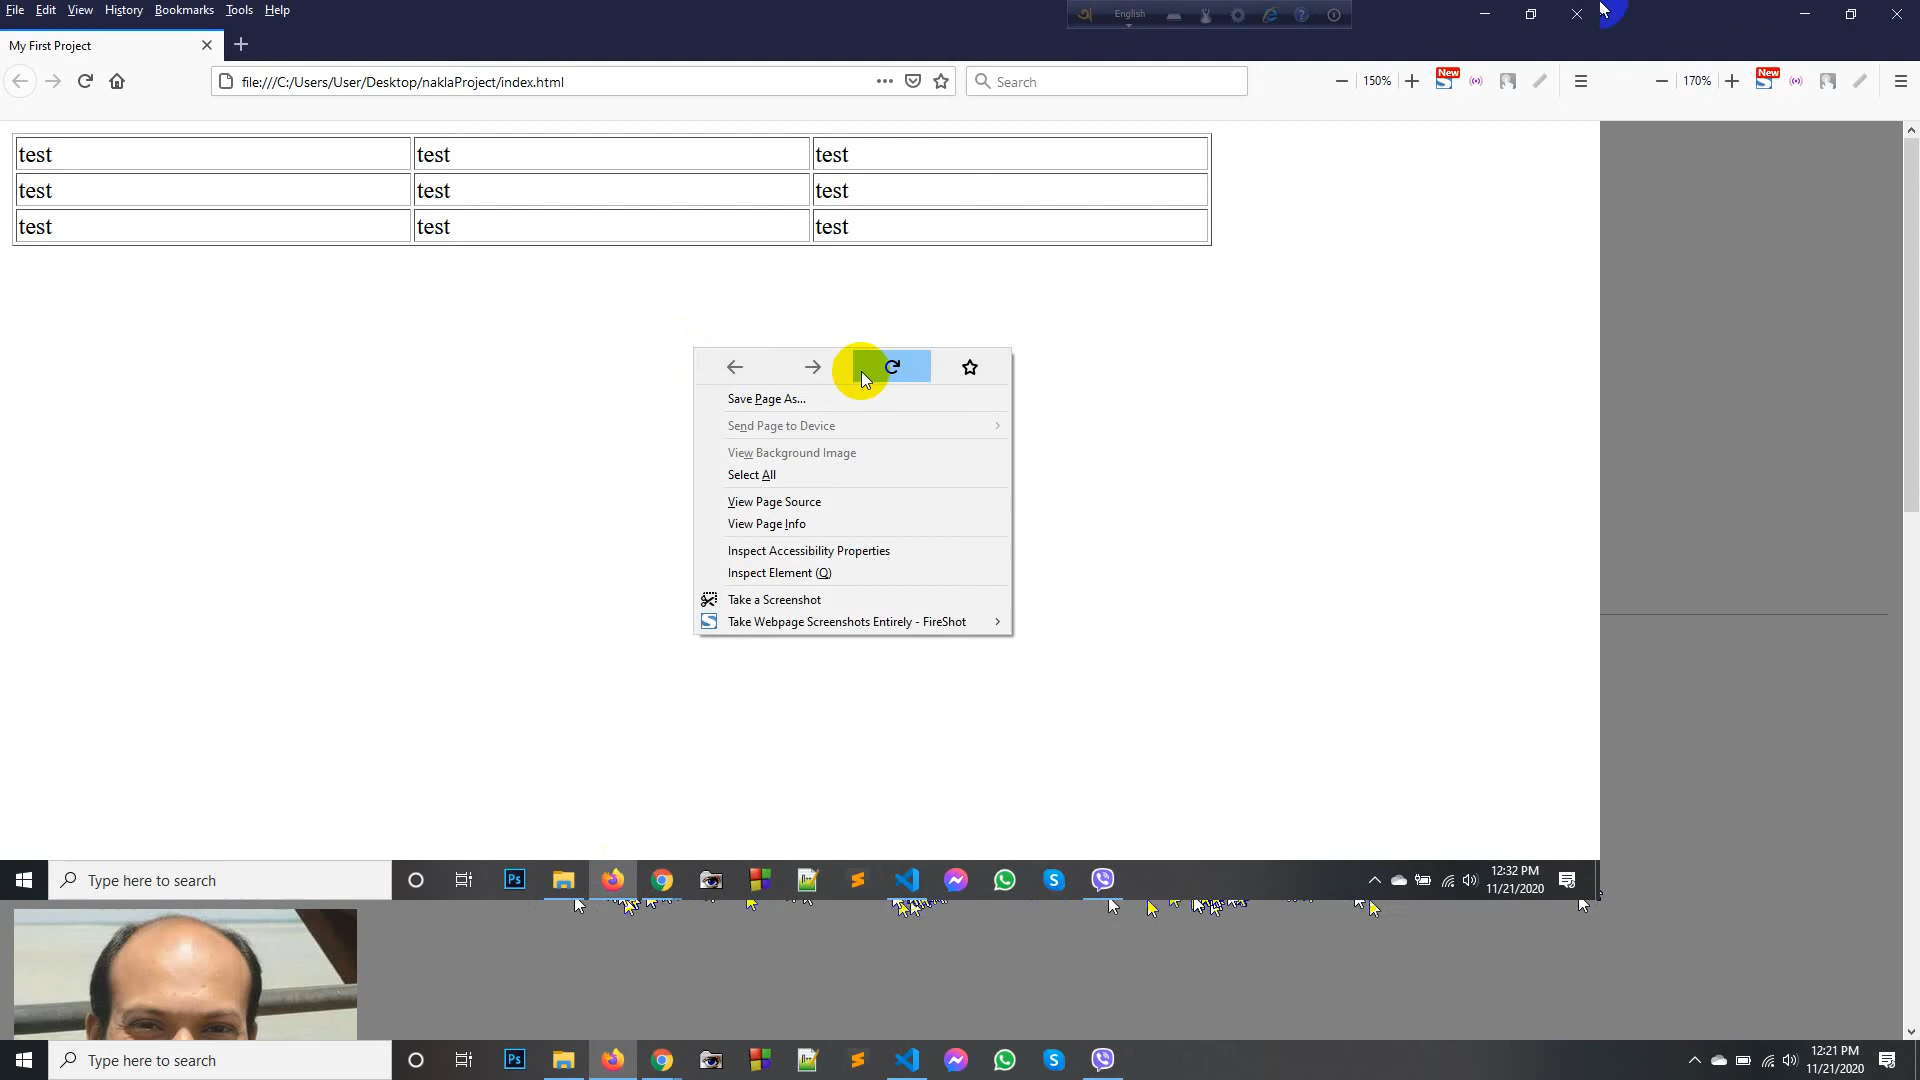 File Edit View History Bookmarks Tools Help
English
My First Project
file:///C:/Users/User/Desktop/naklaProject/index.html
Search
150%
New
170%
New
test test test
test test test
test test test
Save Page As...
Send Page to Device
View Background Image
Select All
View Page Source
View Page Info
Inspect Accessibility Properties
Inspect Element (Q)
Take a Screenshot
Take Webpage Screenshots Entirely - FireShot
Type here to search
Ps
12:32 PM
11/21/2020
Type here to search
Ps
12:21 PM
11/21/2020